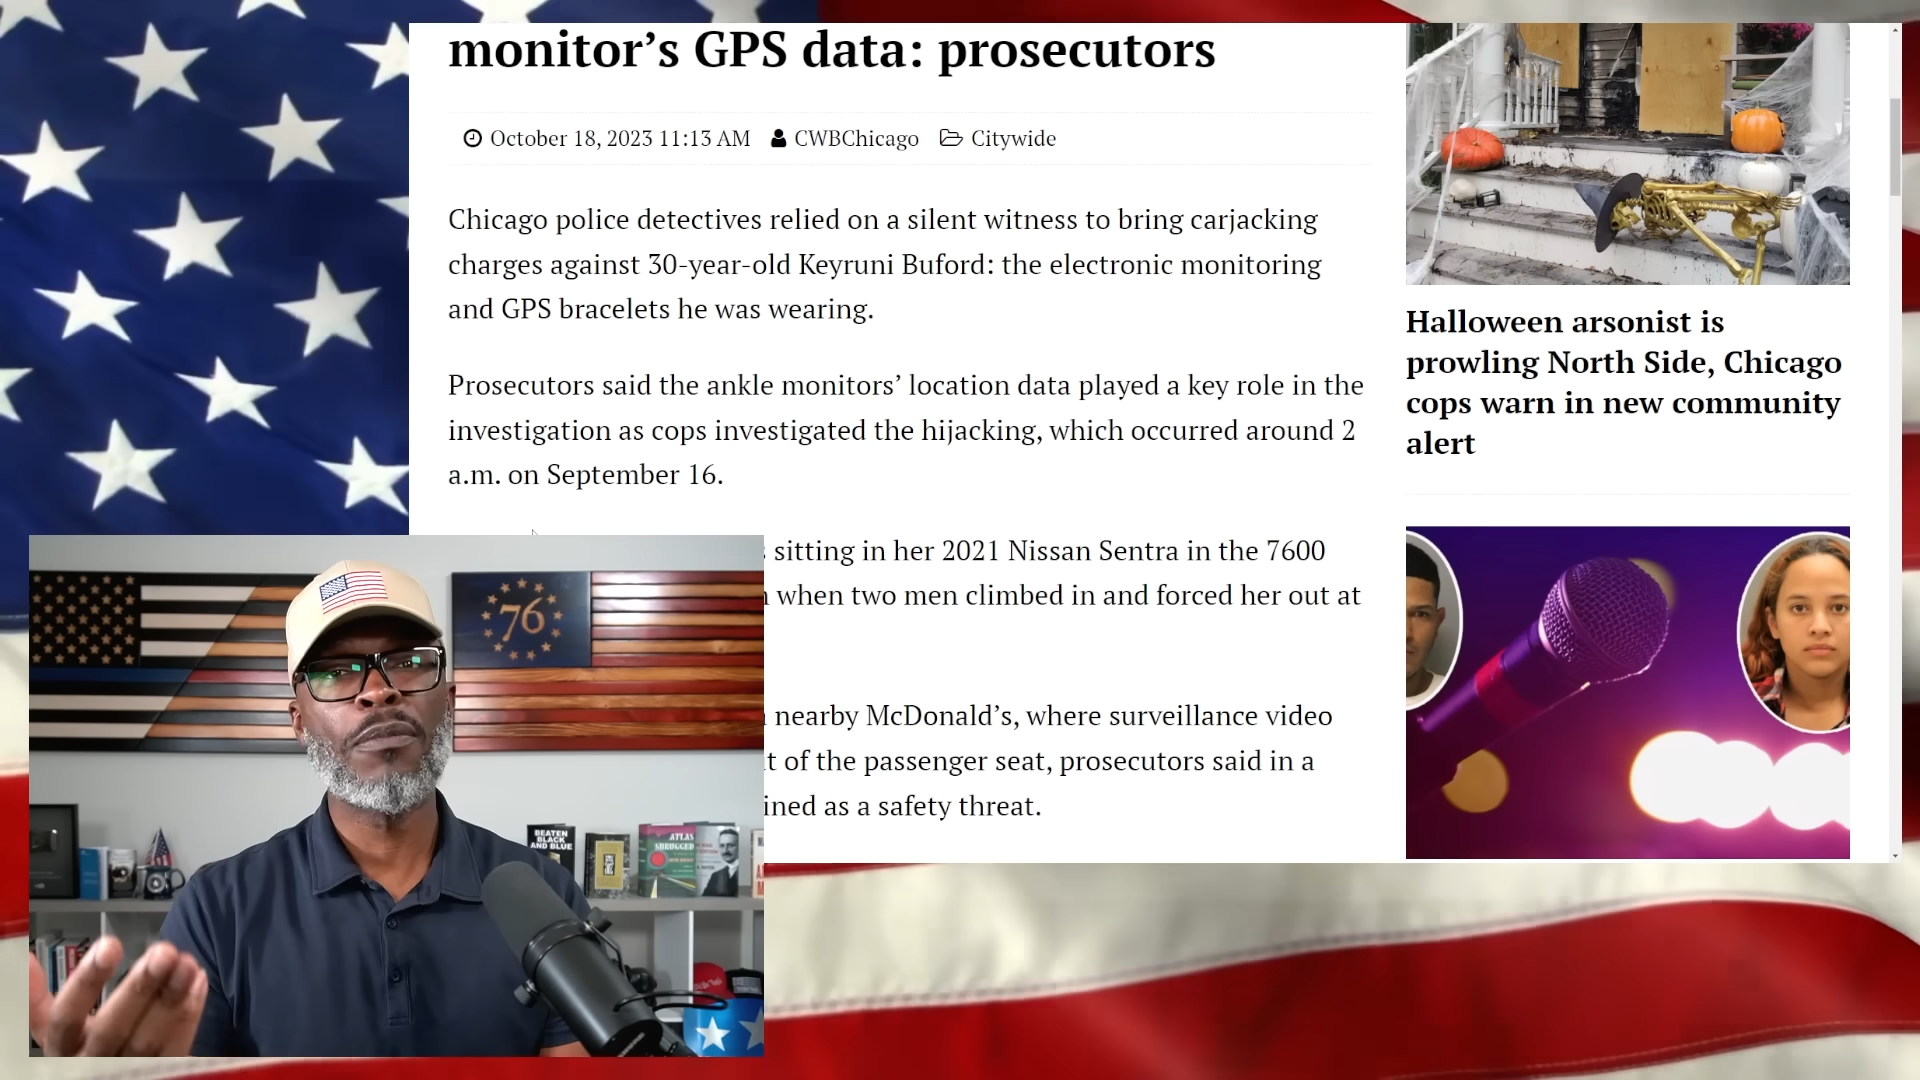 monitor’s GPS data: prosecutors
October 18, 2023 11:13 AM CWBChicago Citywide
Chicago police detectives relied on a silent witness to bring carjacking
charges against 30-year-old Keyruni Buford: the electronic monitoring
and GPS bracelets he was wearing.
Prosecutors said the ankle monitors’ location data played a key role in the
investigation as cops investigated the hijacking, which occurred around 2
a.m. on September 16.
sitting in her 2021 Nissan Sentra in the 7600
when two men climbed in and forced her out at
nearby McDonald’s, where surveillance video
of the passenger seat, prosecutors said in a
ined as a safety threat.
Halloween arsonist is
prowling North Side, Chicago
cops warn in new community
alert
76
BEATEN
BLACK
AND BLUE
ATLAS
SHRUGGED